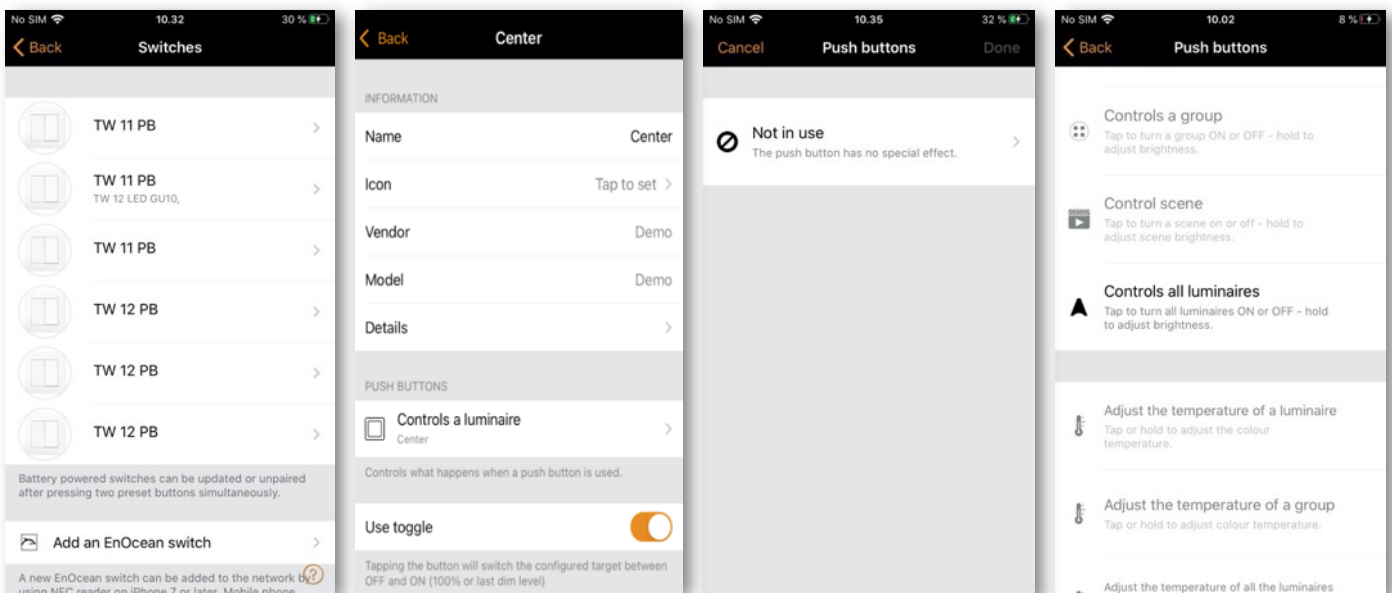 No SIM 10.32 30 %
Back Switches
TW 11 PB
TW 11 PB
TW 12 LED GU10,
TW 11 PB
TW 12 PB
TW 12 PB
TW 12 PB
Battery powered switches can be updated or unpaired
after pressing two preset buttons simultaneously.
Add an EnOcean switch
A new EnOcean switch can be added to the network by
using NFC reader on iPhone 7 or later. Mobile phone
?
Back Center
INFORMATION
Name Center
Icon Tap to set
Vendor Demo
Model Demo
Details
PUSH BUTTONS
Controls a luminaire
Center
Controls what happens when a push button is used.
Use toggle
Tapping the button will switch the configured target between
OFF and ON (100% or last dim level)
No SIM 10.35 32 %
Cancel Push buttons Done
Not in use
The push button has no special effect.
No SIM 10.02 8 %
Back Push buttons
Controls a group
Tap to turn a group ON or OFF - hold to
adjust brightness.
Control scene
Tap to turn a scene on or off - hold to
adjust scene brightness.
Controls all luminaires
Tap to turn all luminaires ON or OFF - hold
to adjust brightness.
Adjust the temperature of a luminaire
Tap or hold to adjust the colour
temperature.
Adjust the temperature of a group
Tap or hold to adjust colour temperature.
Adjust the temperature of all the luminaires